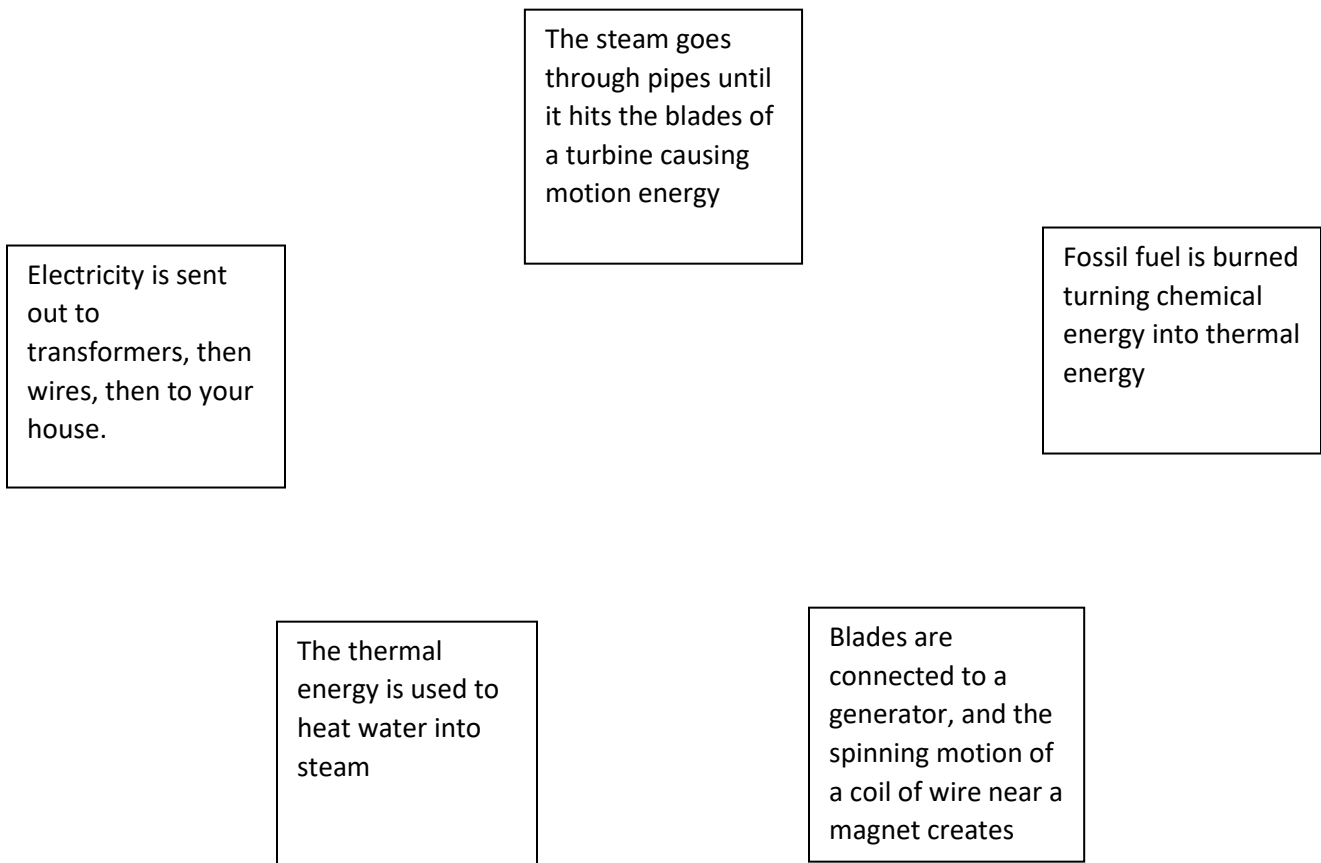 The steam goes
through pipes until
it hits the blades of
a turbine causing
motion energy
Electricity is sent
out to
transformers, then
wires, then to your
house.
Fossil fuel is burned
turning chemical
energy into thermal
energy
The thermal
energy is used to
heat water into
steam
Blades are
connected to a
generator, and the
spinning motion of
a coil of wire near a
magnet creates